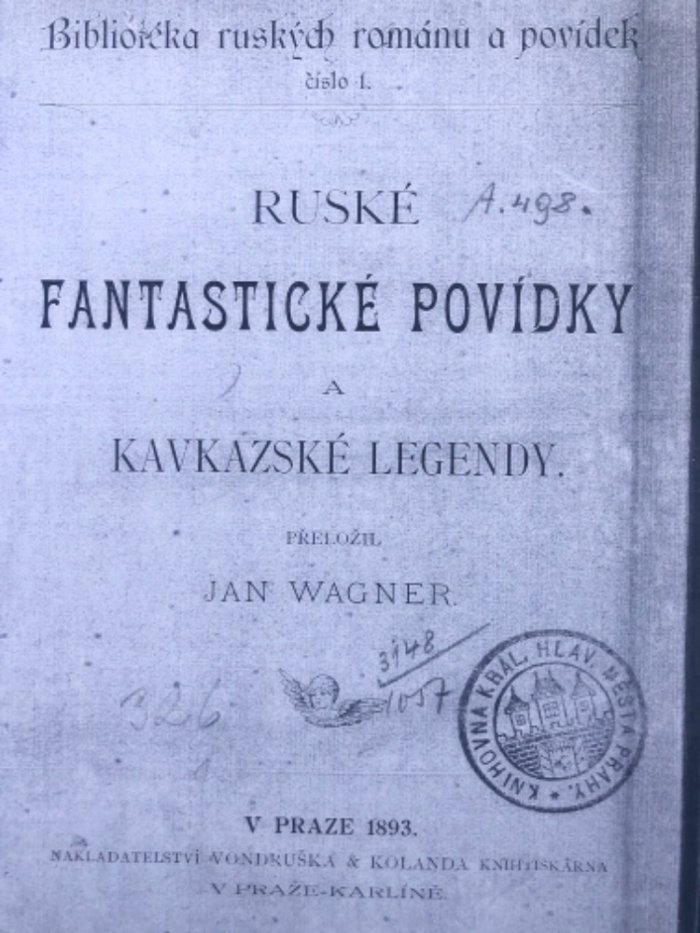 Bibliotéka ruských románů a povídek
číslo 1.
RUSKÉ
A.498.
FANTASTICKÉ POVÍDKY
A
KAVKAZSKÉ LEGENDY.
PŘELOŽIL
JAN WAGNER.
3148
1057
326
KNIHOVNA KRÁL. HLAV. MĚSTA PRAHY.
V PRAZE 1893.
NAKLADATELSTVÍ VONDRUŠKA & KOLANDA KNIHTISKÁRNA
V PRAZE-KARLÍNĚ.